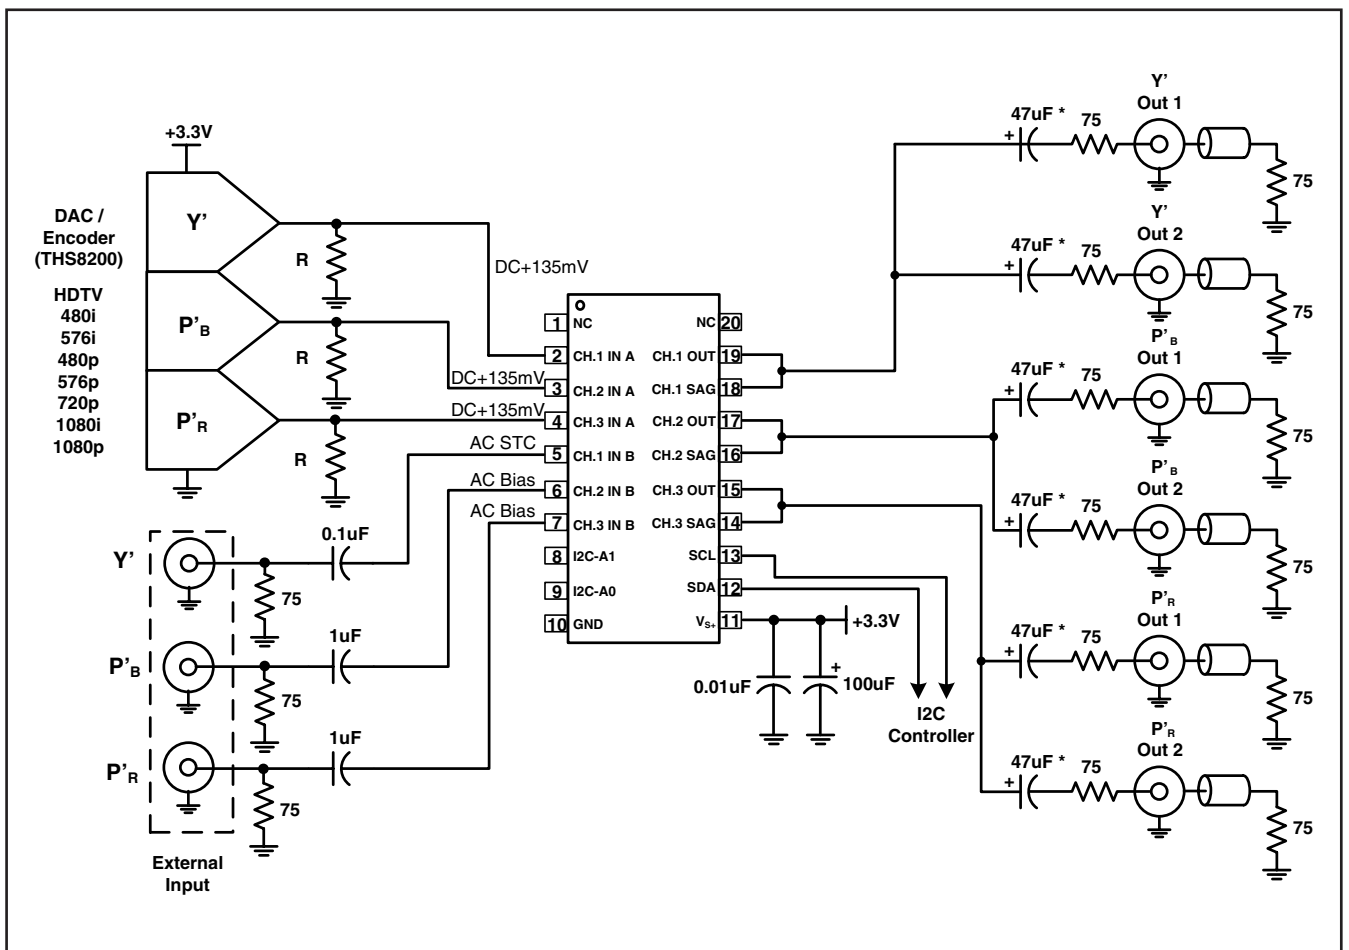 +3.3V
DAC /
Encoder
(THS8200)
HDTV
480i
576i
480p
576p
720p
1080i
1080p
Y'
P'B
P'R
R
R
R
DC+135mV
DC+135mV
DC+135mV
AC STC
AC Bias
AC Bias
Y'
0.1uF
75
P'B
1uF
75
P'R
1uF
75
External
Input
1 NC
2 CH.1 IN A
3 CH.2 IN A
4 CH.3 IN A
5 CH.1 IN B
6 CH.2 IN B
7 CH.3 IN B
8 I2C-A1
9 I2C-A0
10 GND
NC 20
CH.1 OUT 19
CH.1 SAG 18
CH.2 OUT 17
CH.2 SAG 16
CH.3 OUT 15
CH.3 SAG 14
SCL 13
SDA 12
VS+ 11
+3.3V
0.01uF
+
100uF
I2C
Controller
Y'
Out 1
47uF *
+
75
75
Y'
Out 2
47uF *
+
75
75
P'B
Out 1
47uF *
+
75
75
P'B
Out 2
47uF *
+
75
75
P'R
Out 1
47uF *
+
75
75
P'R
Out 2
47uF *
+
75
75